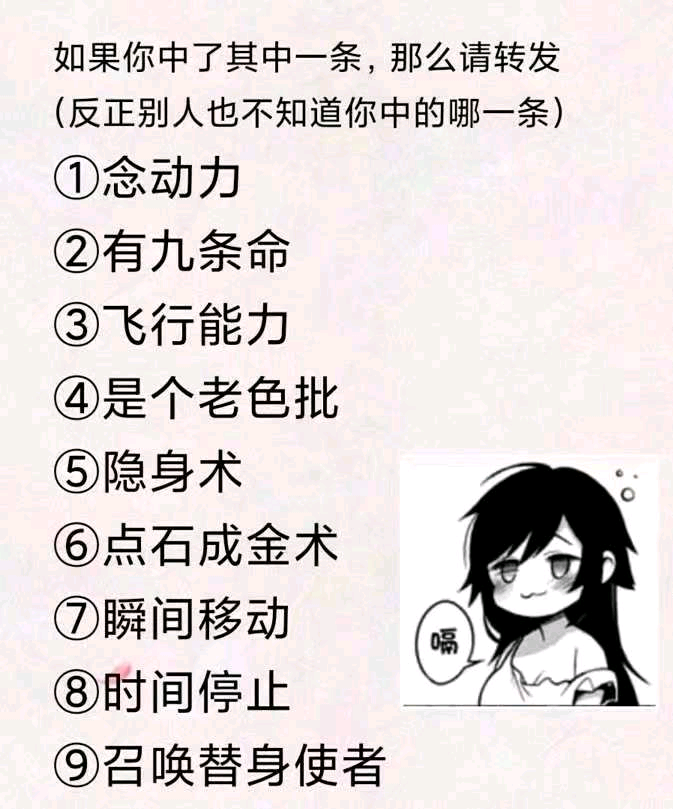 如果你中了其中一条，那么请转发
（反正别人也不知道你中的哪一条）
①念动力
②有九条命
③飞行能力
④是个老色批
⑤隐身术
⑥点石成金术
⑦瞬间移动
⑧时间停止
⑨召唤替身使者
嗝